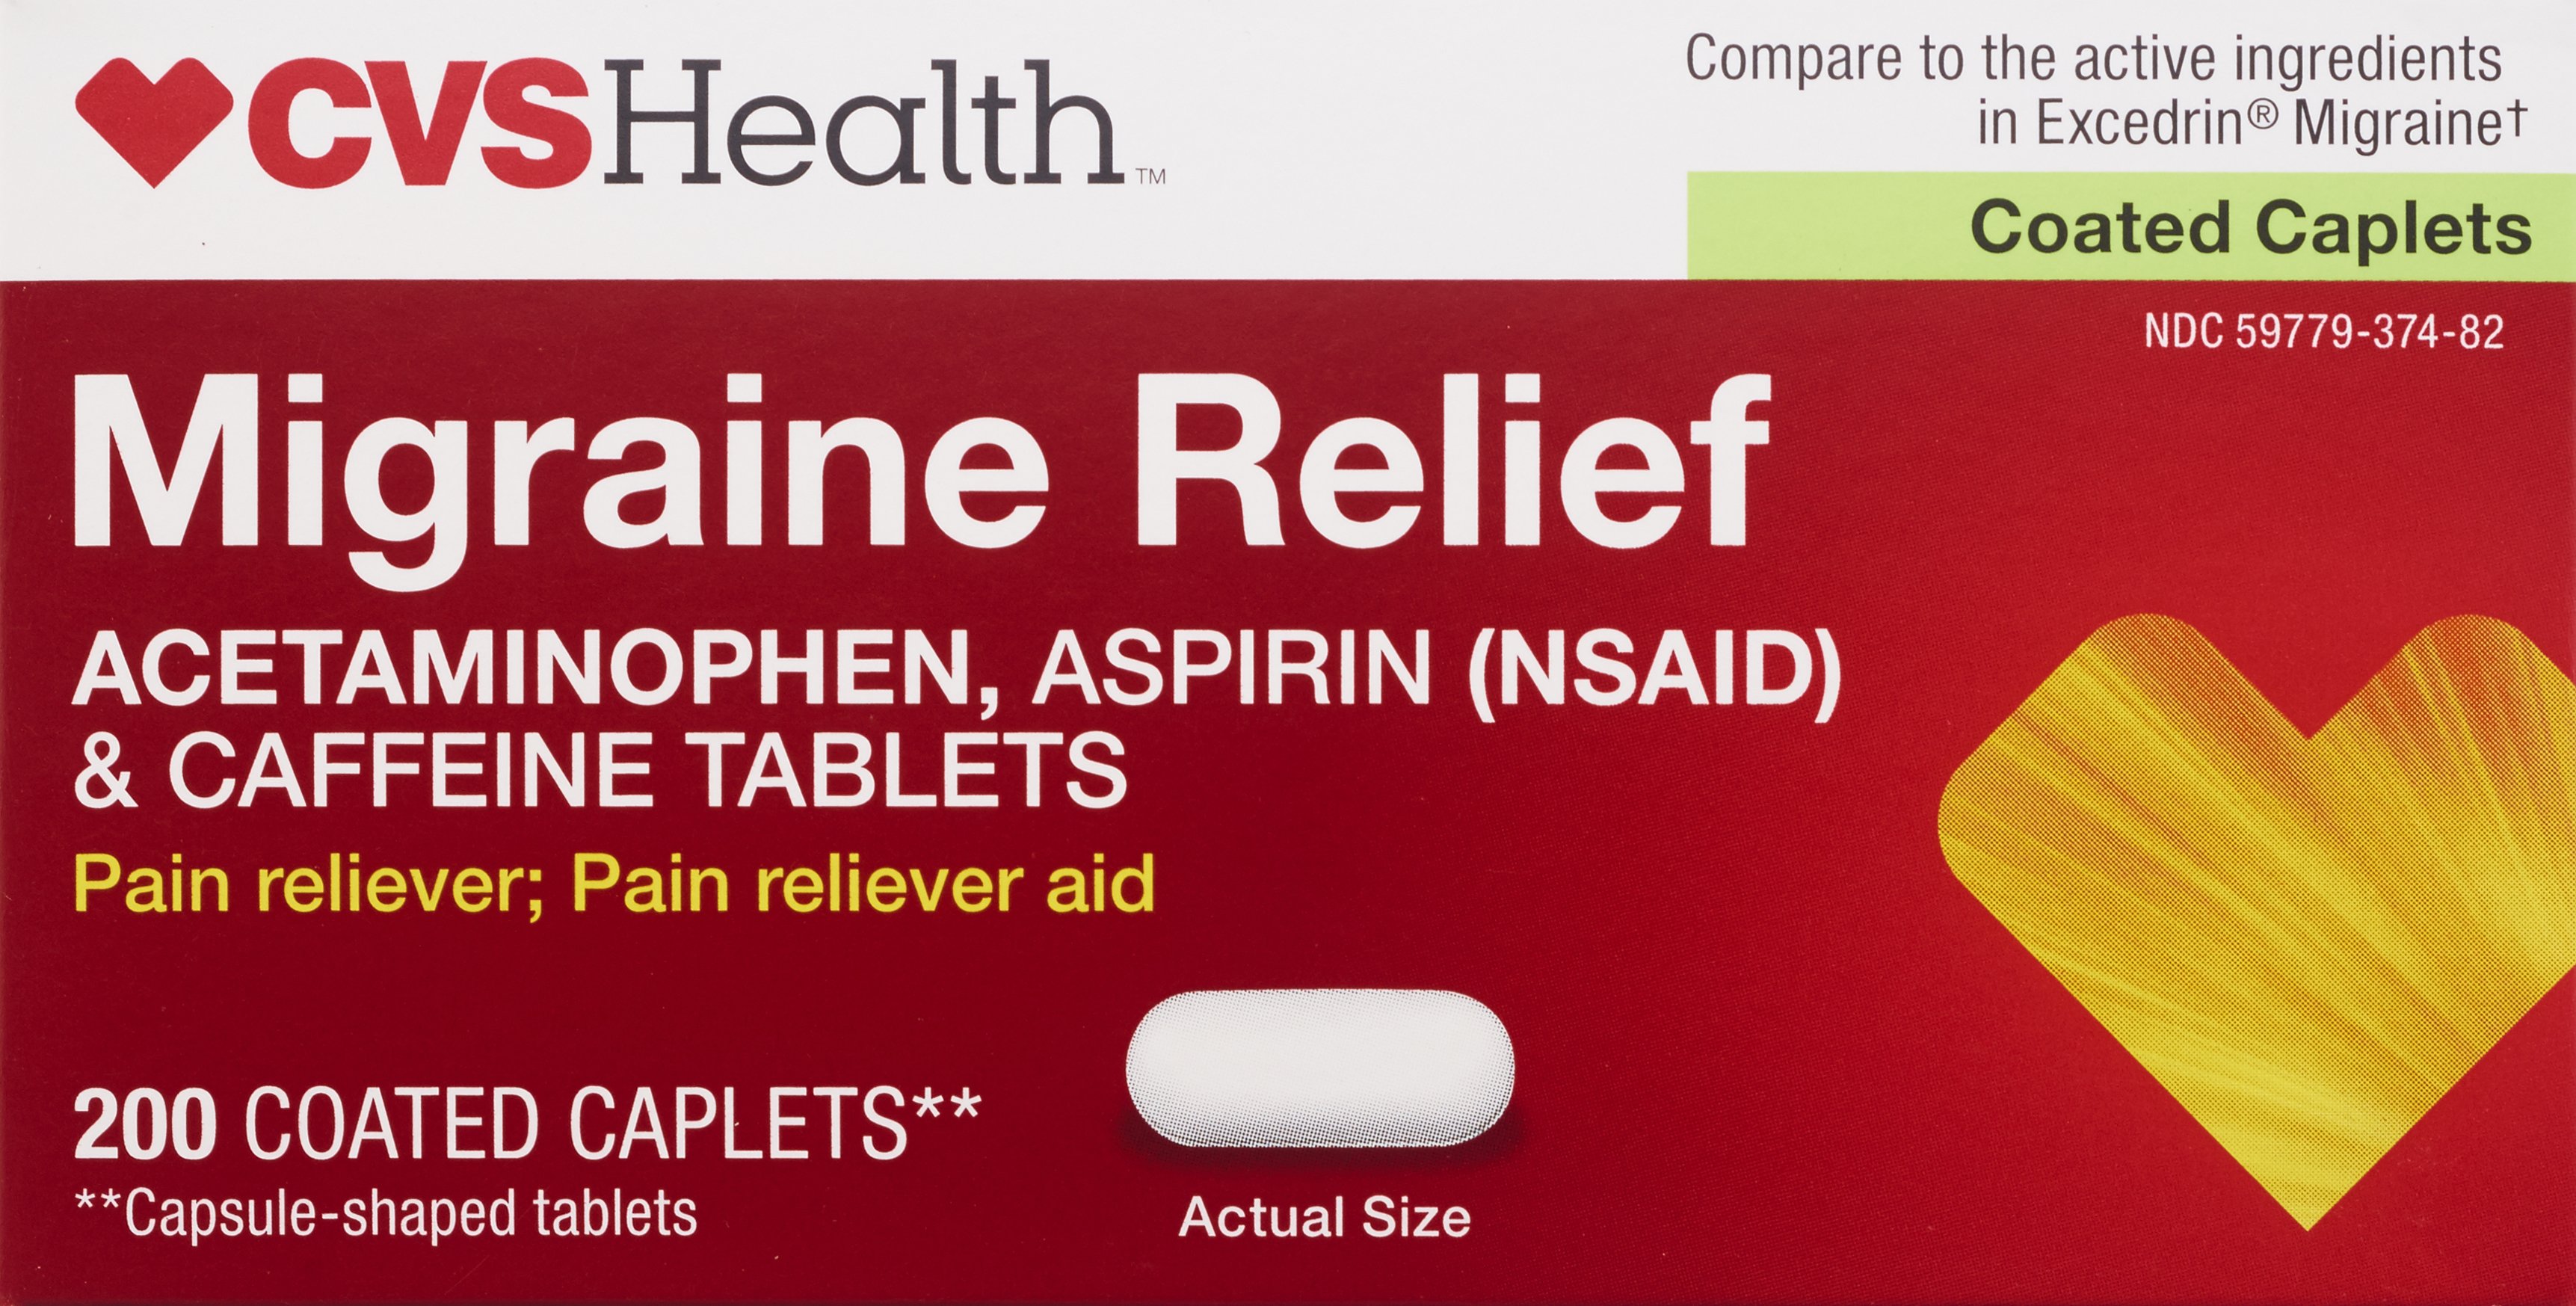 CVSHealth™
Compare to the active ingredients
in Excedrin® Migraine†
Coated Caplets
NDC 59779-374-82
Migraine Relief
ACETAMINOPHEN, ASPIRIN (NSAID)
& CAFFEINE TABLETS
Pain reliever; Pain reliever aid
200 COATED CAPLETS**
**Capsule-shaped tablets
Actual Size